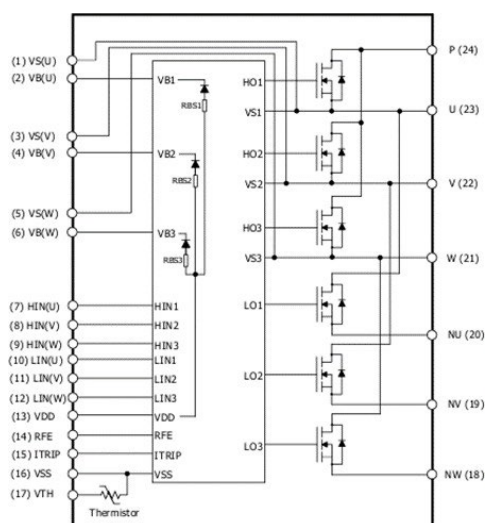 (1) VS(U)
(2) VB(U)
(3) VS(V)
(4) VB(V)
(5) VS(W)
(6) VB(W)
(7) HIN(U)
(8) HIN(V)
(9) HIN(W)
(10) LIN(U)
(11) LIN(V)
(12) LIN(W)
(13) VDD
(14) RFE
(15) ITRIP
(16) VSS
(17) VTH
Thermistor
VB1
RBS1
VB2
RBS2
VB3
RBS3
HIN1
HIN2
HIN3
LIN1
LIN2
LIN3
VDD
RFE
ITRIP
VSS
HO1
VS1
HO2
VS2
HO3
VS3
LO1
LO2
LO3
P (24)
U (23)
V (22)
W (21)
NU (20)
NV (19)
NW (18)